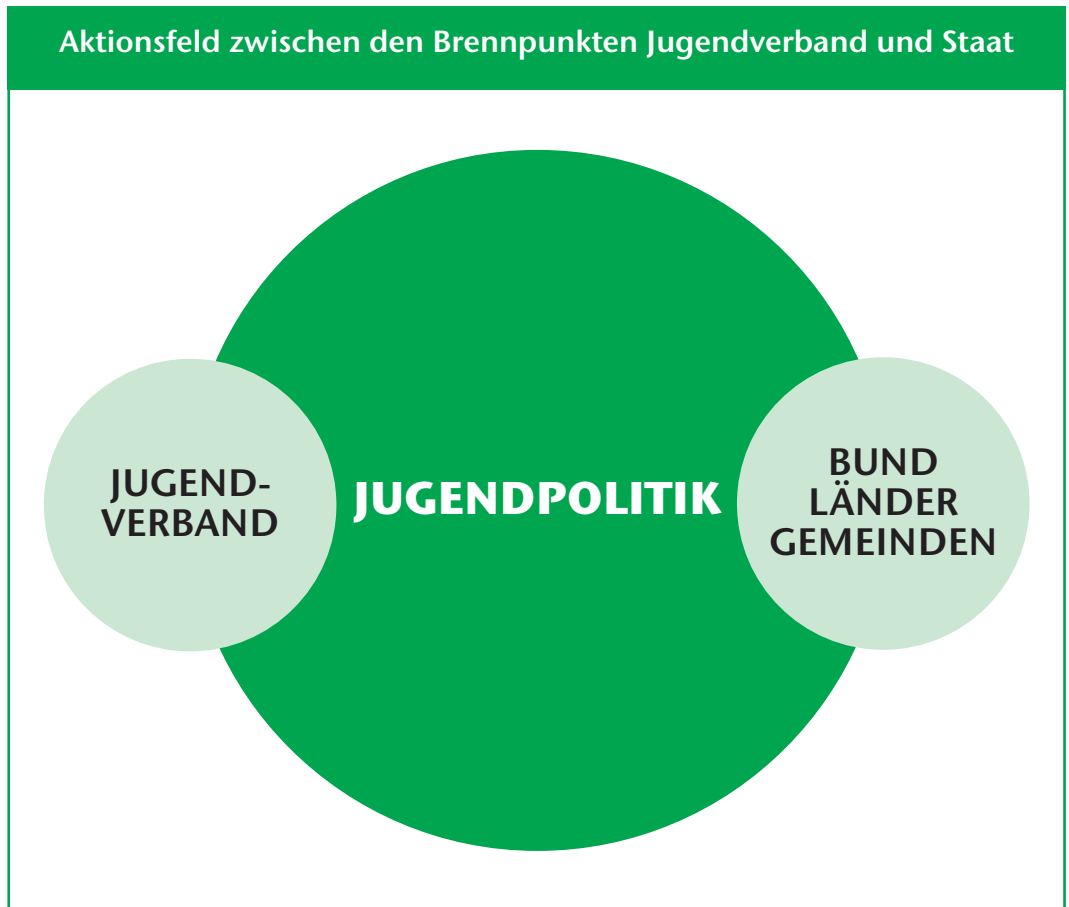 Aktionsfeld zwischen den Brennpunkten Jugendverband und Staat
JUGEND-
VERBAND
JUGENDPOLITIK
BUND
LÄNDER
GEMEINDEN